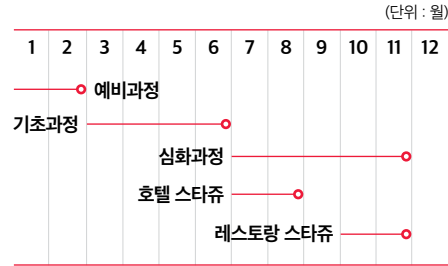 (단위 : 월)
1 2 3 4 5 6 7 8 9 10 11 12
예비과정
기초과정
심화과정
호텔 스타쥬
레스토랑 스타쥬